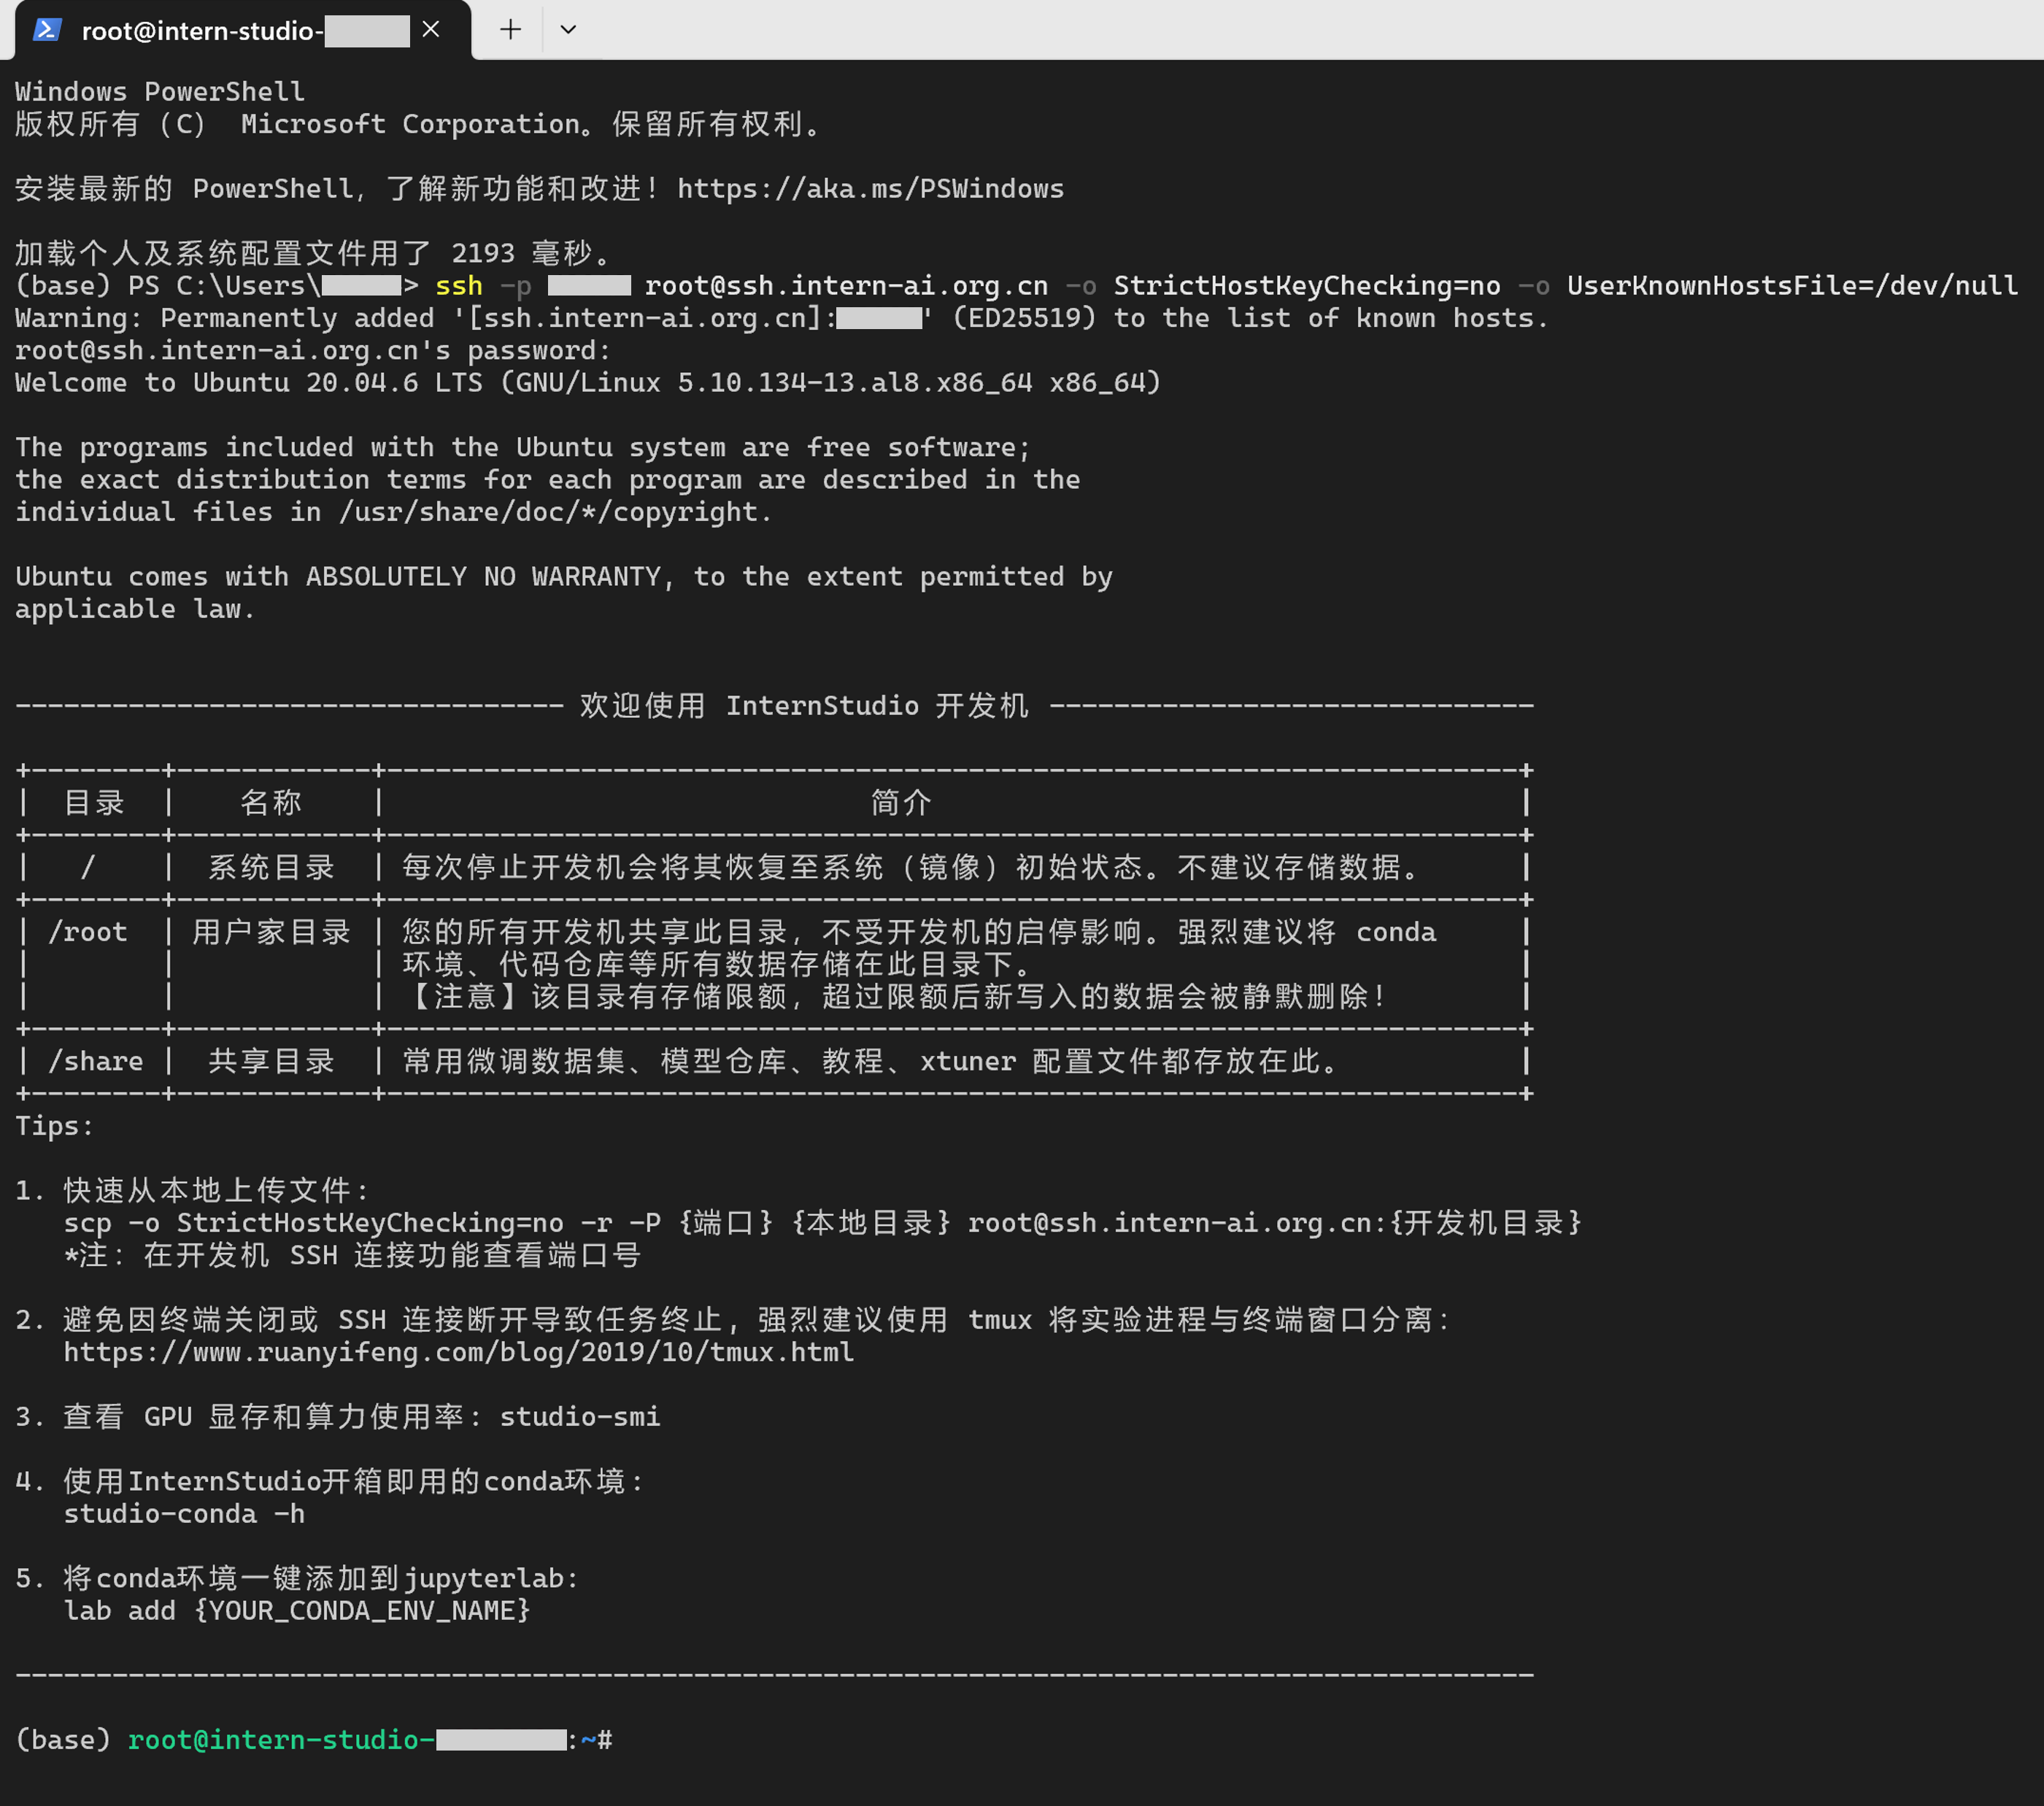 root@intern-studio-
Windows PowerShell
版权所有（C） Microsoft Corporation。保留所有权利。
安装最新的 PowerShell，了解新功能和改进！https://aka.ms/PSWindows
加载个人及系统配置文件用了 2193 毫秒。
(base) PS C:\Users\> ssh -p root@ssh.intern-ai.org.cn -o StrictHostKeyChecking=no -o UserKnownHostsFile=/dev/null
Warning: Permanently added '[ssh.intern-ai.org.cn]:' (ED25519) to the list of known hosts.
root@ssh.intern-ai.org.cn's password:
Welcome to Ubuntu 20.04.6 LTS (GNU/Linux 5.10.134-13.al8.x86_64 x86_64)
The programs included with the Ubuntu system are free software;
the exact distribution terms for each program are described in the
individual files in /usr/share/doc/*/copyright.
Ubuntu comes with ABSOLUTELY NO WARRANTY, to the extent permitted by
applicable law.
---------------------------------- 欢迎使用 InternStudio 开发机 ------------------------------
+--------+------------+----------------------------------------------------------------------+
| 目录 | 名称 | 简介 |
+--------+------------+----------------------------------------------------------------------+
| / | 系统目录 | 每次停止开发机会将其恢复至系统（镜像）初始状态。不建议存储数据。 |
+--------+------------+----------------------------------------------------------------------+
| /root | 用户家目录 | 您的所有开发机共享此目录，不受开发机的启停影响。强烈建议将 conda |
| | | 环境、代码仓库等所有数据存储在此目录下。 |
| | | 【注意】该目录有存储限额，超过限额后新写入的数据会被静默删除！ |
+--------+------------+----------------------------------------------------------------------+
| /share | 共享目录 | 常用微调数据集、模型仓库、教程、xtuner 配置文件都存放在此。 |
+--------+------------+----------------------------------------------------------------------+
Tips:
1. 快速从本地上传文件：
scp -o StrictHostKeyChecking=no -r -P {端口} {本地目录} root@ssh.intern-ai.org.cn:{开发机目录}
*注：在开发机 SSH 连接功能查看端口号
2. 避免因终端关闭或 SSH 连接断开导致任务终止，强烈建议使用 tmux 将实验进程与终端窗口分离：
https://www.ruanyifeng.com/blog/2019/10/tmux.html
3. 查看 GPU 显存和算力使用率：studio-smi
4. 使用InternStudio开箱即用的conda环境：
studio-conda -h
5. 将conda环境一键添加到jupyterlab：
lab add {YOUR_CONDA_ENV_NAME}
----------------------------------------------------------------------------------------------
(base) root@intern-studio-:~#